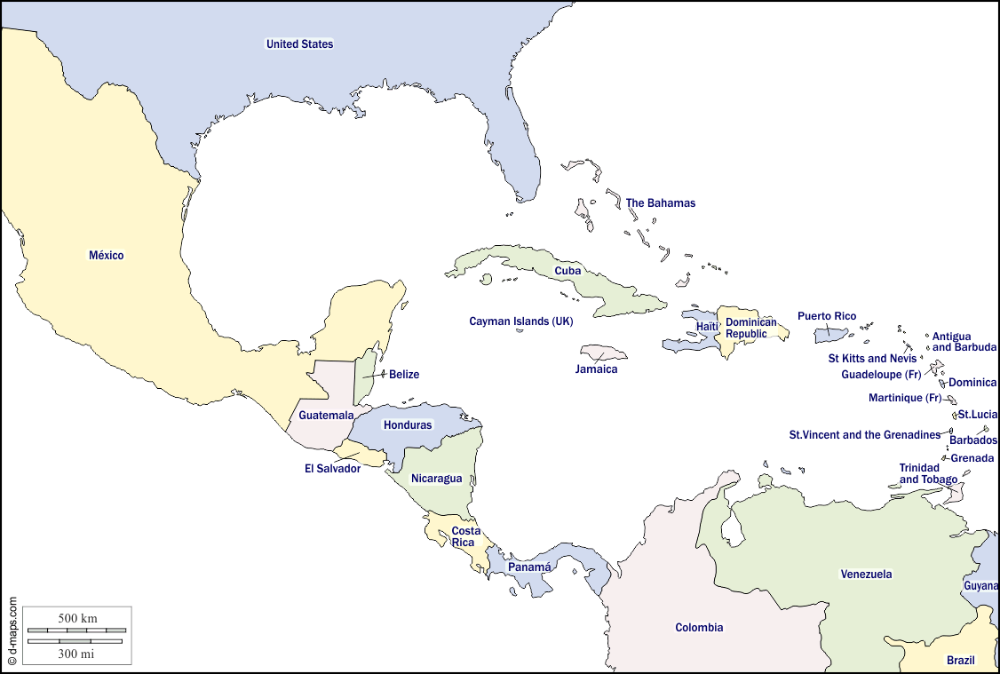 United States
The Bahamas
México
Cuba
Cayman Islands (UK)
Haïti
Dominican
Republic
Puerto Rico
Antigua
and Barbuda
St Kitts and Nevis
Jamaica
Belize
Guadeloupe (Fr)
Dominica
Martinique (Fr)
Guatemala
Honduras
St.Lucia
St.Vincent and the Grenadines
Barbados
El Salvador
Grenada
Nicaragua
Trinidad
and Tobago
Costa
Rica
Panamá
Venezuela
Guyana
Colombia
Brazil
500 km
300 mi
© d-maps.com